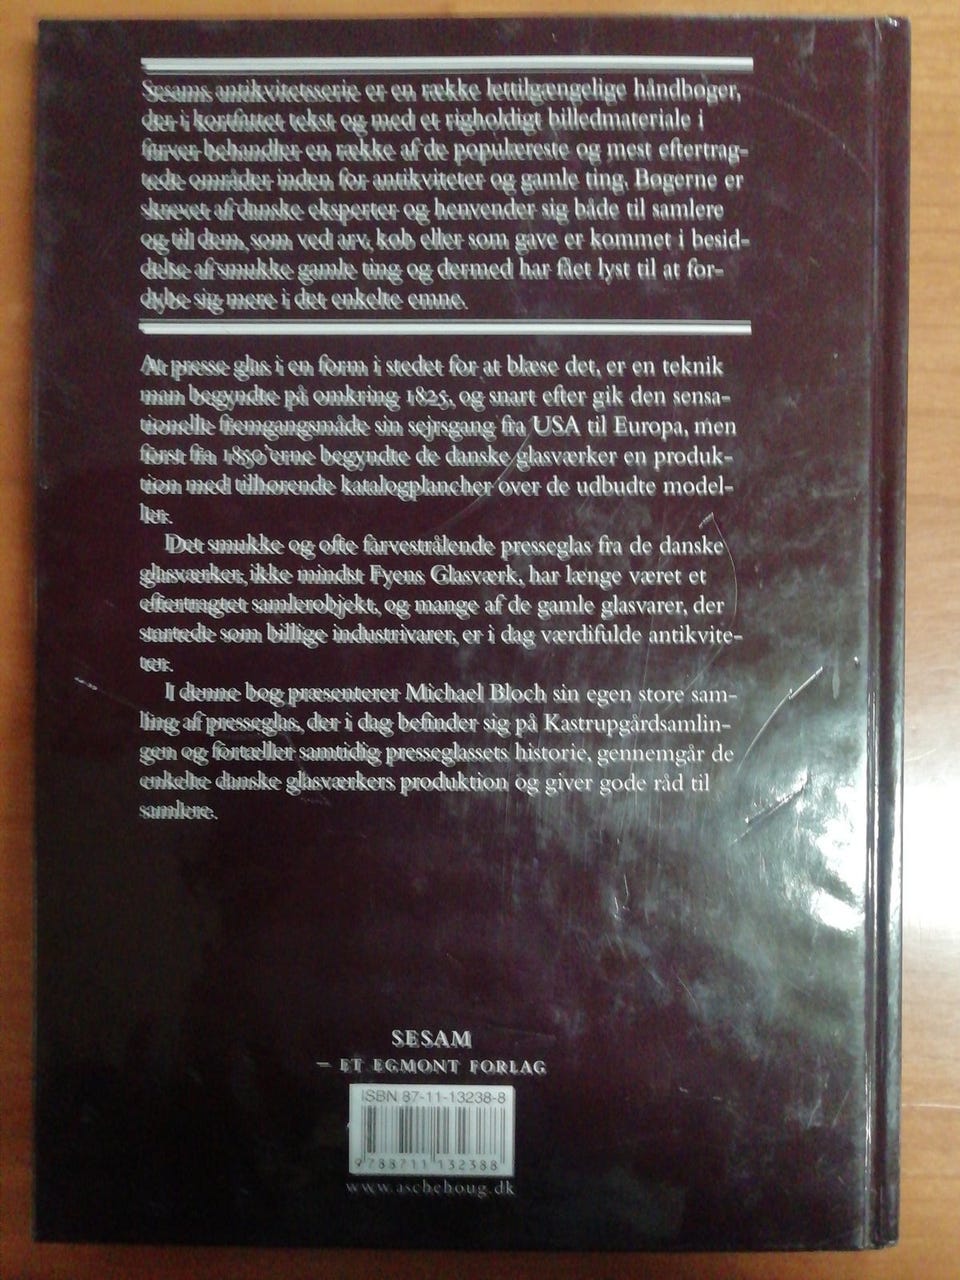 Sesams antikvitetsserie er en række lettilgængelige håndbøger,
der i kortfattet tekst og med et righoldigt billedmateriale i
farver behandler en række af de populæreste og mest eftertrag-
tede områder inden for antikviteter og gamle ting. Bøgerne er
skrevet af danske eksperter og henvender sig både til samlere
og til dem, som ved arv, køb eller som gave er kommet i besid-
delse af smukke gamle ting og dermed har fået lyst til at for-
dybe sig mere i det enkelte emne.
At presse glas i en form i stedet for at blæse det, er en teknik
man begyndte på omkring 1825, og snart efter gik den sensa-
tionelle fremgangsmåde sin sejrsgang fra USA til Europa, men
først fra 1850'erne begyndte de danske glasværker en produk-
tion med tilhørende katalogplancher over de udbudte model-
ler.
Det smukke og ofte farvestrålende presseglas fra de danske
glasværker, ikke mindst Fyens Glasværk, har længe været et
eftertragtet samlerobjekt, og mange af de gamle glasvarer, der
startede som billige industrivarer, er i dag værdifulde antikvite-
ter.
I denne bog præsenterer Michael Bloch sin egen store sam-
ling af presseglas, der i dag befinder sig på Kastrupgårdsamlin-
gen og fortæller samtidig presseglassets historie, gennemgår de
enkelte danske glasværkers produktion og giver gode råd til
samlere.
SESAM
– ET EGMONT FORLAG
ISBN 87-11-13238-8
9788711132388
www.aschehoug.dk